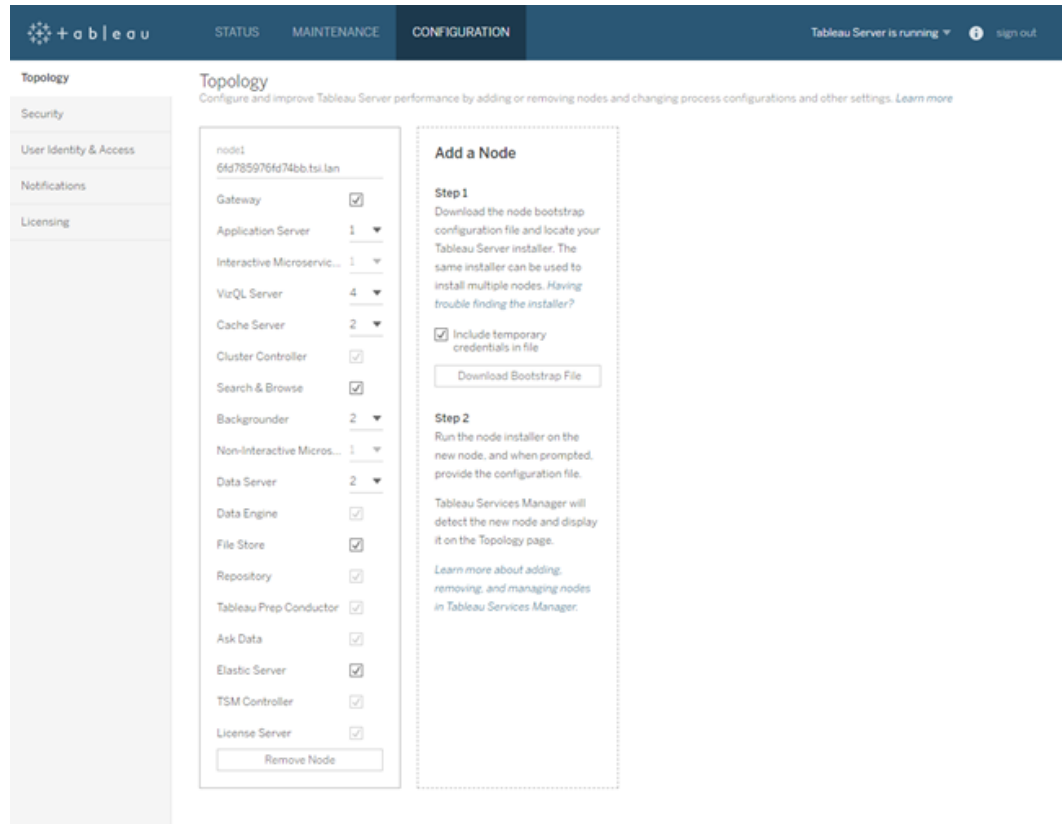 + a b l e a u
STATUS
MAINTENANCE
CONFIGURATION
Tableau Server is running
i
sign out
Topology
Security
User Identity & Access
Notifications
Licensing
Topology
Configure and improve Tableau Server performance by adding or removing nodes and changing process configurations and other settings. Learn more
node1
6fd785976fd74bb.tsi.lan
Gateway
Application Server 1
Interactive Microservic... 1
VizQL Server 4
Cache Server 2
Cluster Controller
Search & Browse
Backgrounder 2
Non-Interactive Micros... 1
Data Server 2
Data Engine
File Store
Repository
Tableau Prep Conductor
Ask Data
Elastic Server
TSM Controller
License Server
Remove Node
Add a Node
Step 1
Download the node bootstrap
configuration file and locate your
Tableau Server installer. The
same installer can be used to
install multiple nodes. Having
trouble finding the installer?
Include temporary
credentials in file
Download Bootstrap File
Step 2
Run the node installer on the
new node, and when prompted,
provide the configuration file.
Tableau Services Manager will
detect the new node and display
it on the Topology page.
Learn more about adding,
removing, and managing nodes
in Tableau Services Manager.